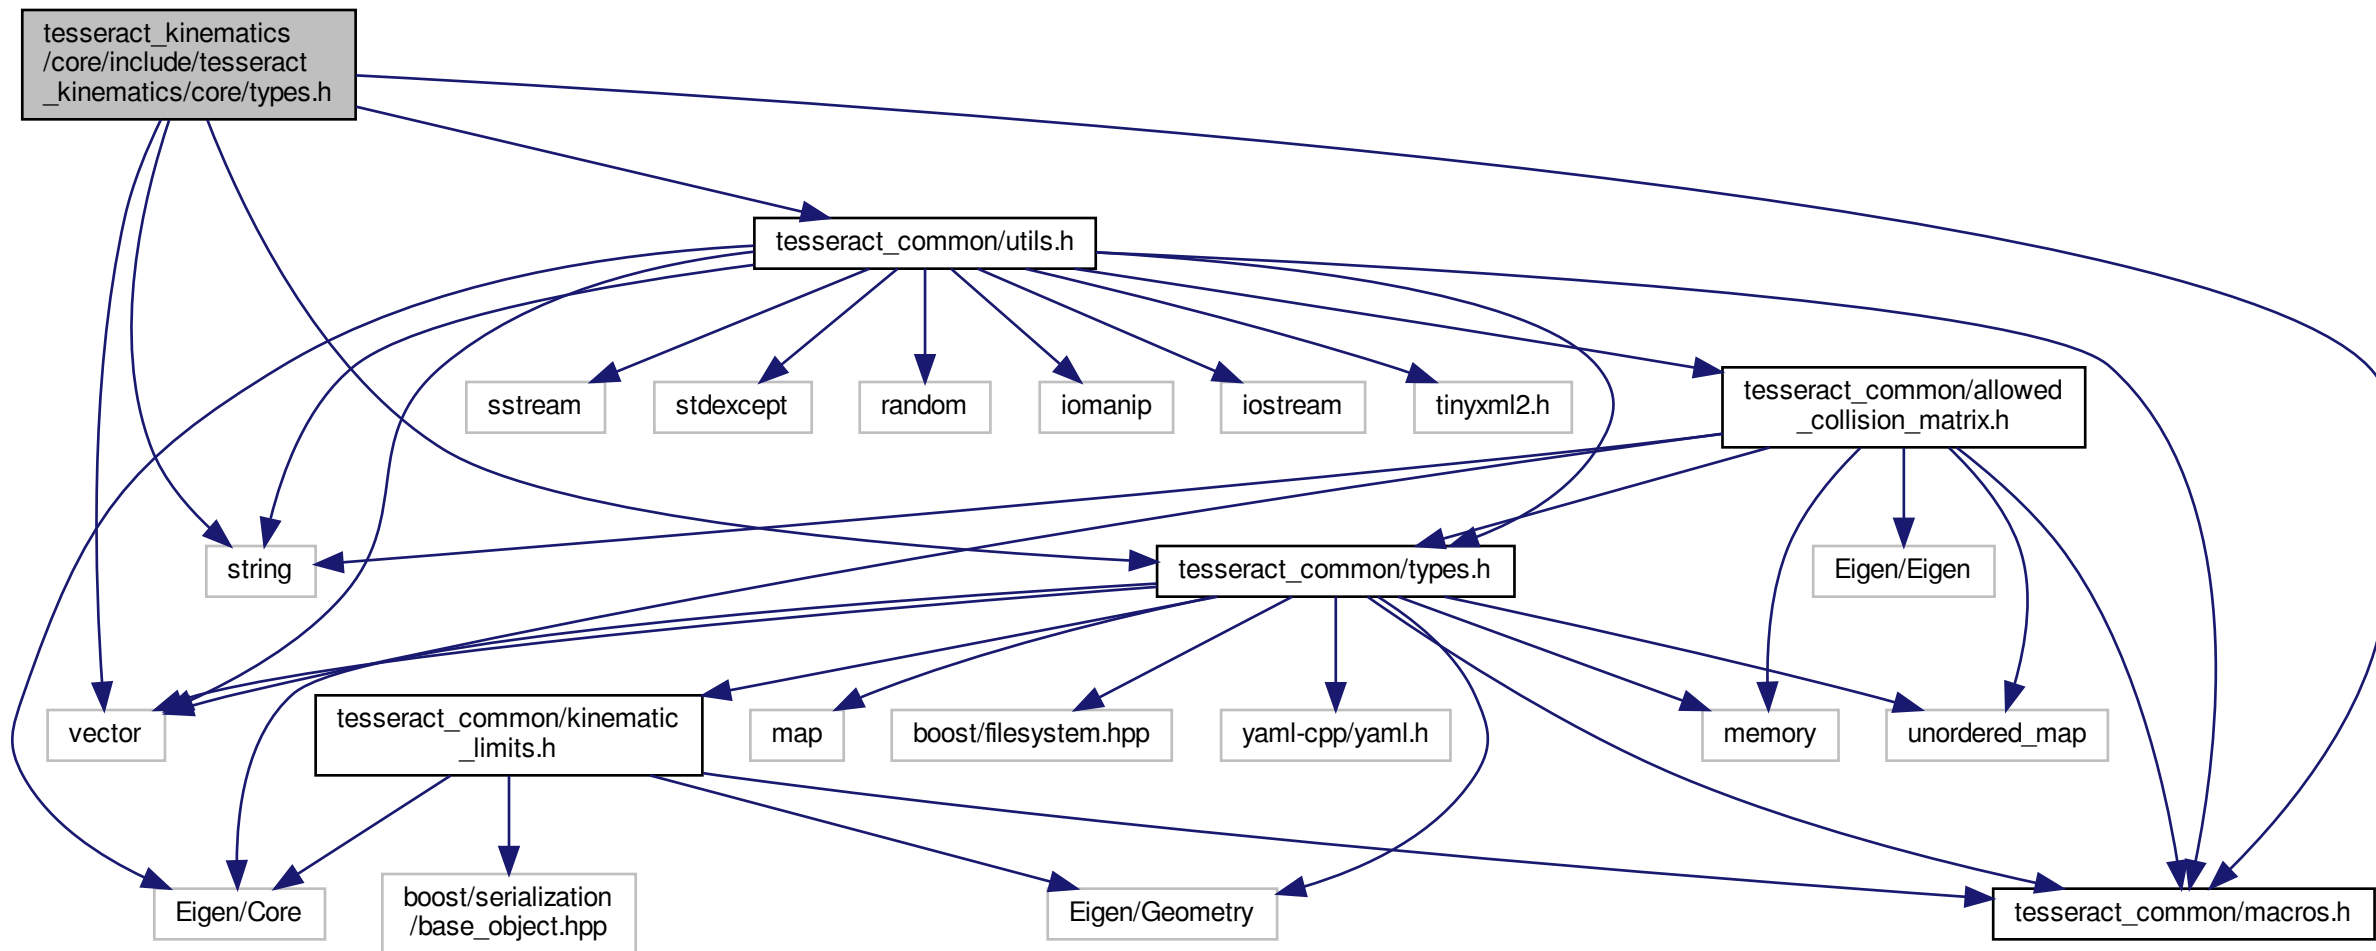 tesseract_kinematics
/core/include/tesseract
_kinematics/core/types.h
tesseract_common/utils.h
sstream
stdexcept
random
iomanip
iostream
tinyxml2.h
tesseract_common/allowed
_collision_matrix.h
string
tesseract_common/types.h
Eigen/Eigen
vector
tesseract_common/kinematic
_limits.h
map
boost/filesystem.hpp
yaml-cpp/yaml.h
memory
unordered_map
Eigen/Core
boost/serialization
/base_object.hpp
Eigen/Geometry
tesseract_common/macros.h